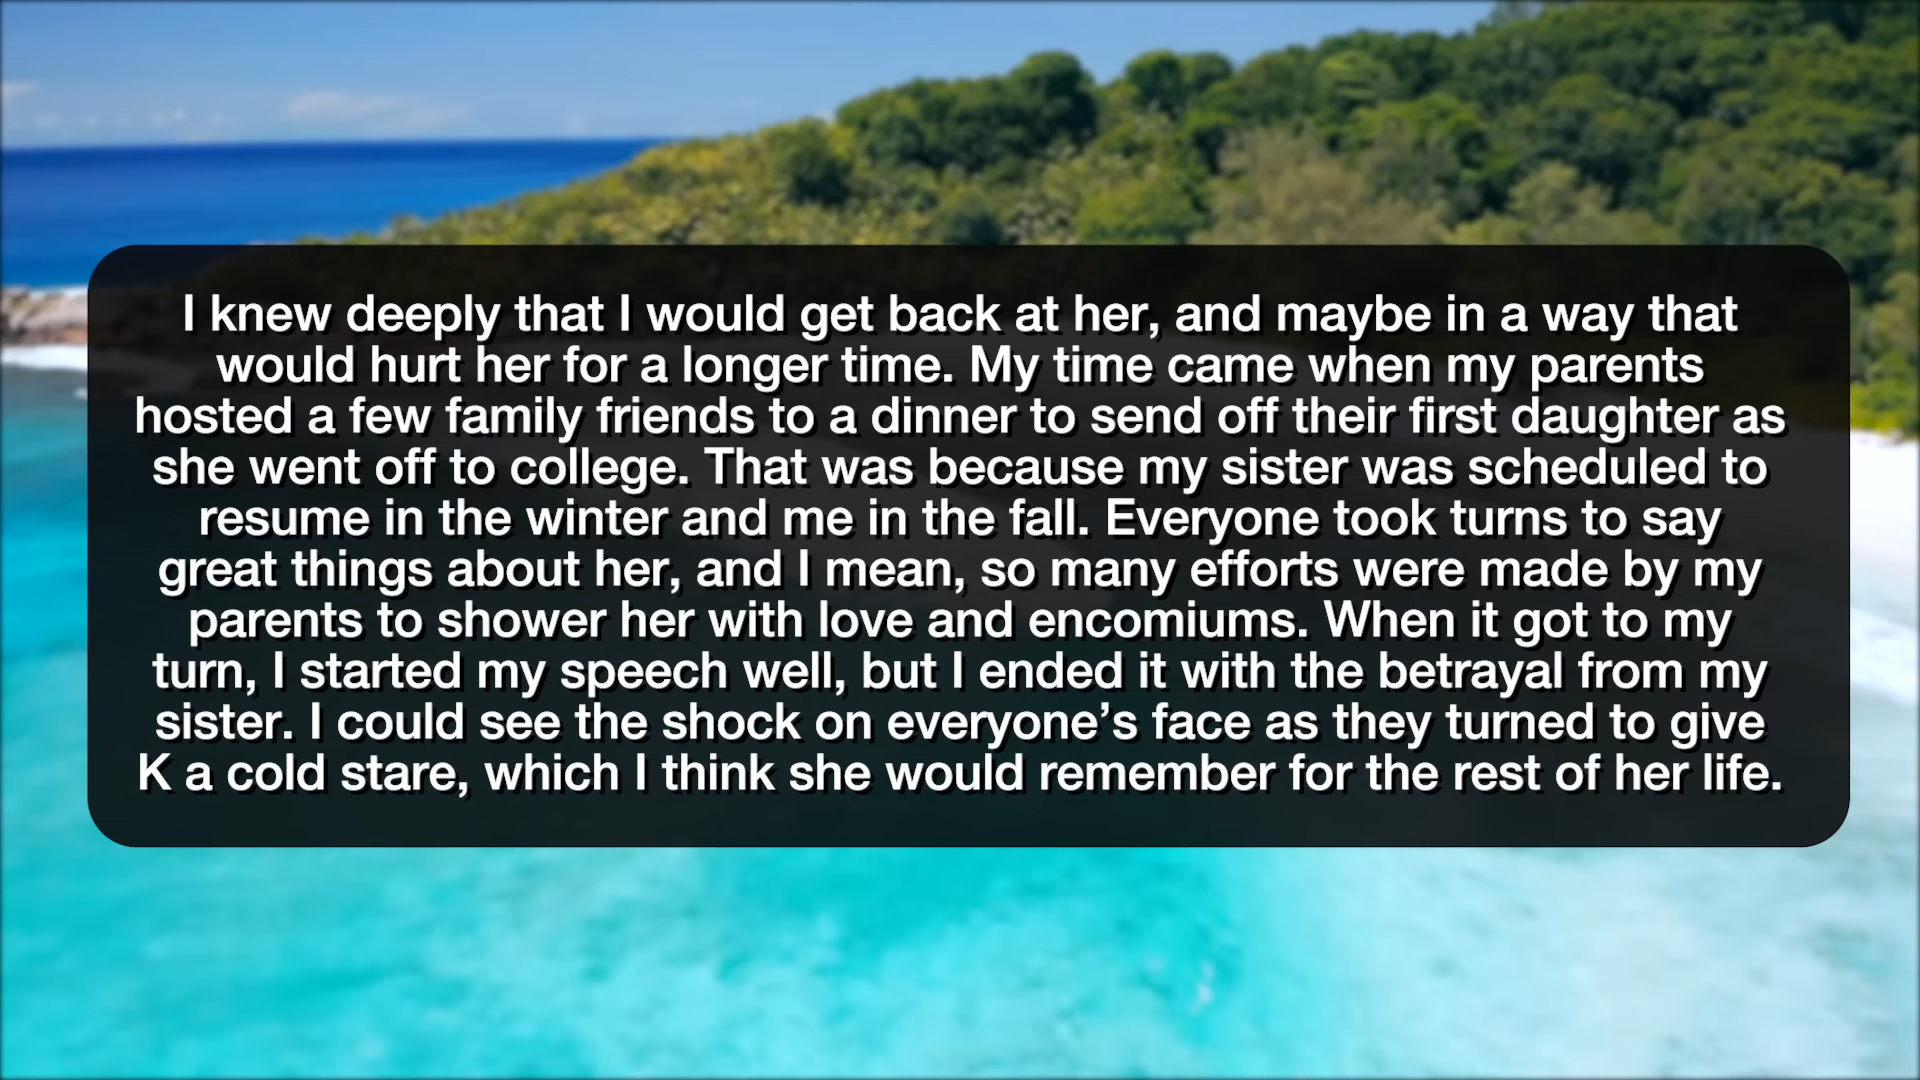 I knew deeply that I would get back at her, and maybe in a way that
would hurt her for a longer time. My time came when my parents
hosted a few family friends to a dinner to send off their first daughter as
she went off to college. That was because my sister was scheduled to
resume in the winter and me in the fall. Everyone took turns to say
great things about her, and I mean, so many efforts were made by my
parents to shower her with love and encomiums. When it got to my
turn, I started my speech well, but I ended it with the betrayal from my
sister. I could see the shock on everyone’s face as they turned to give
K a cold stare, which I think she would remember for the rest of her life.